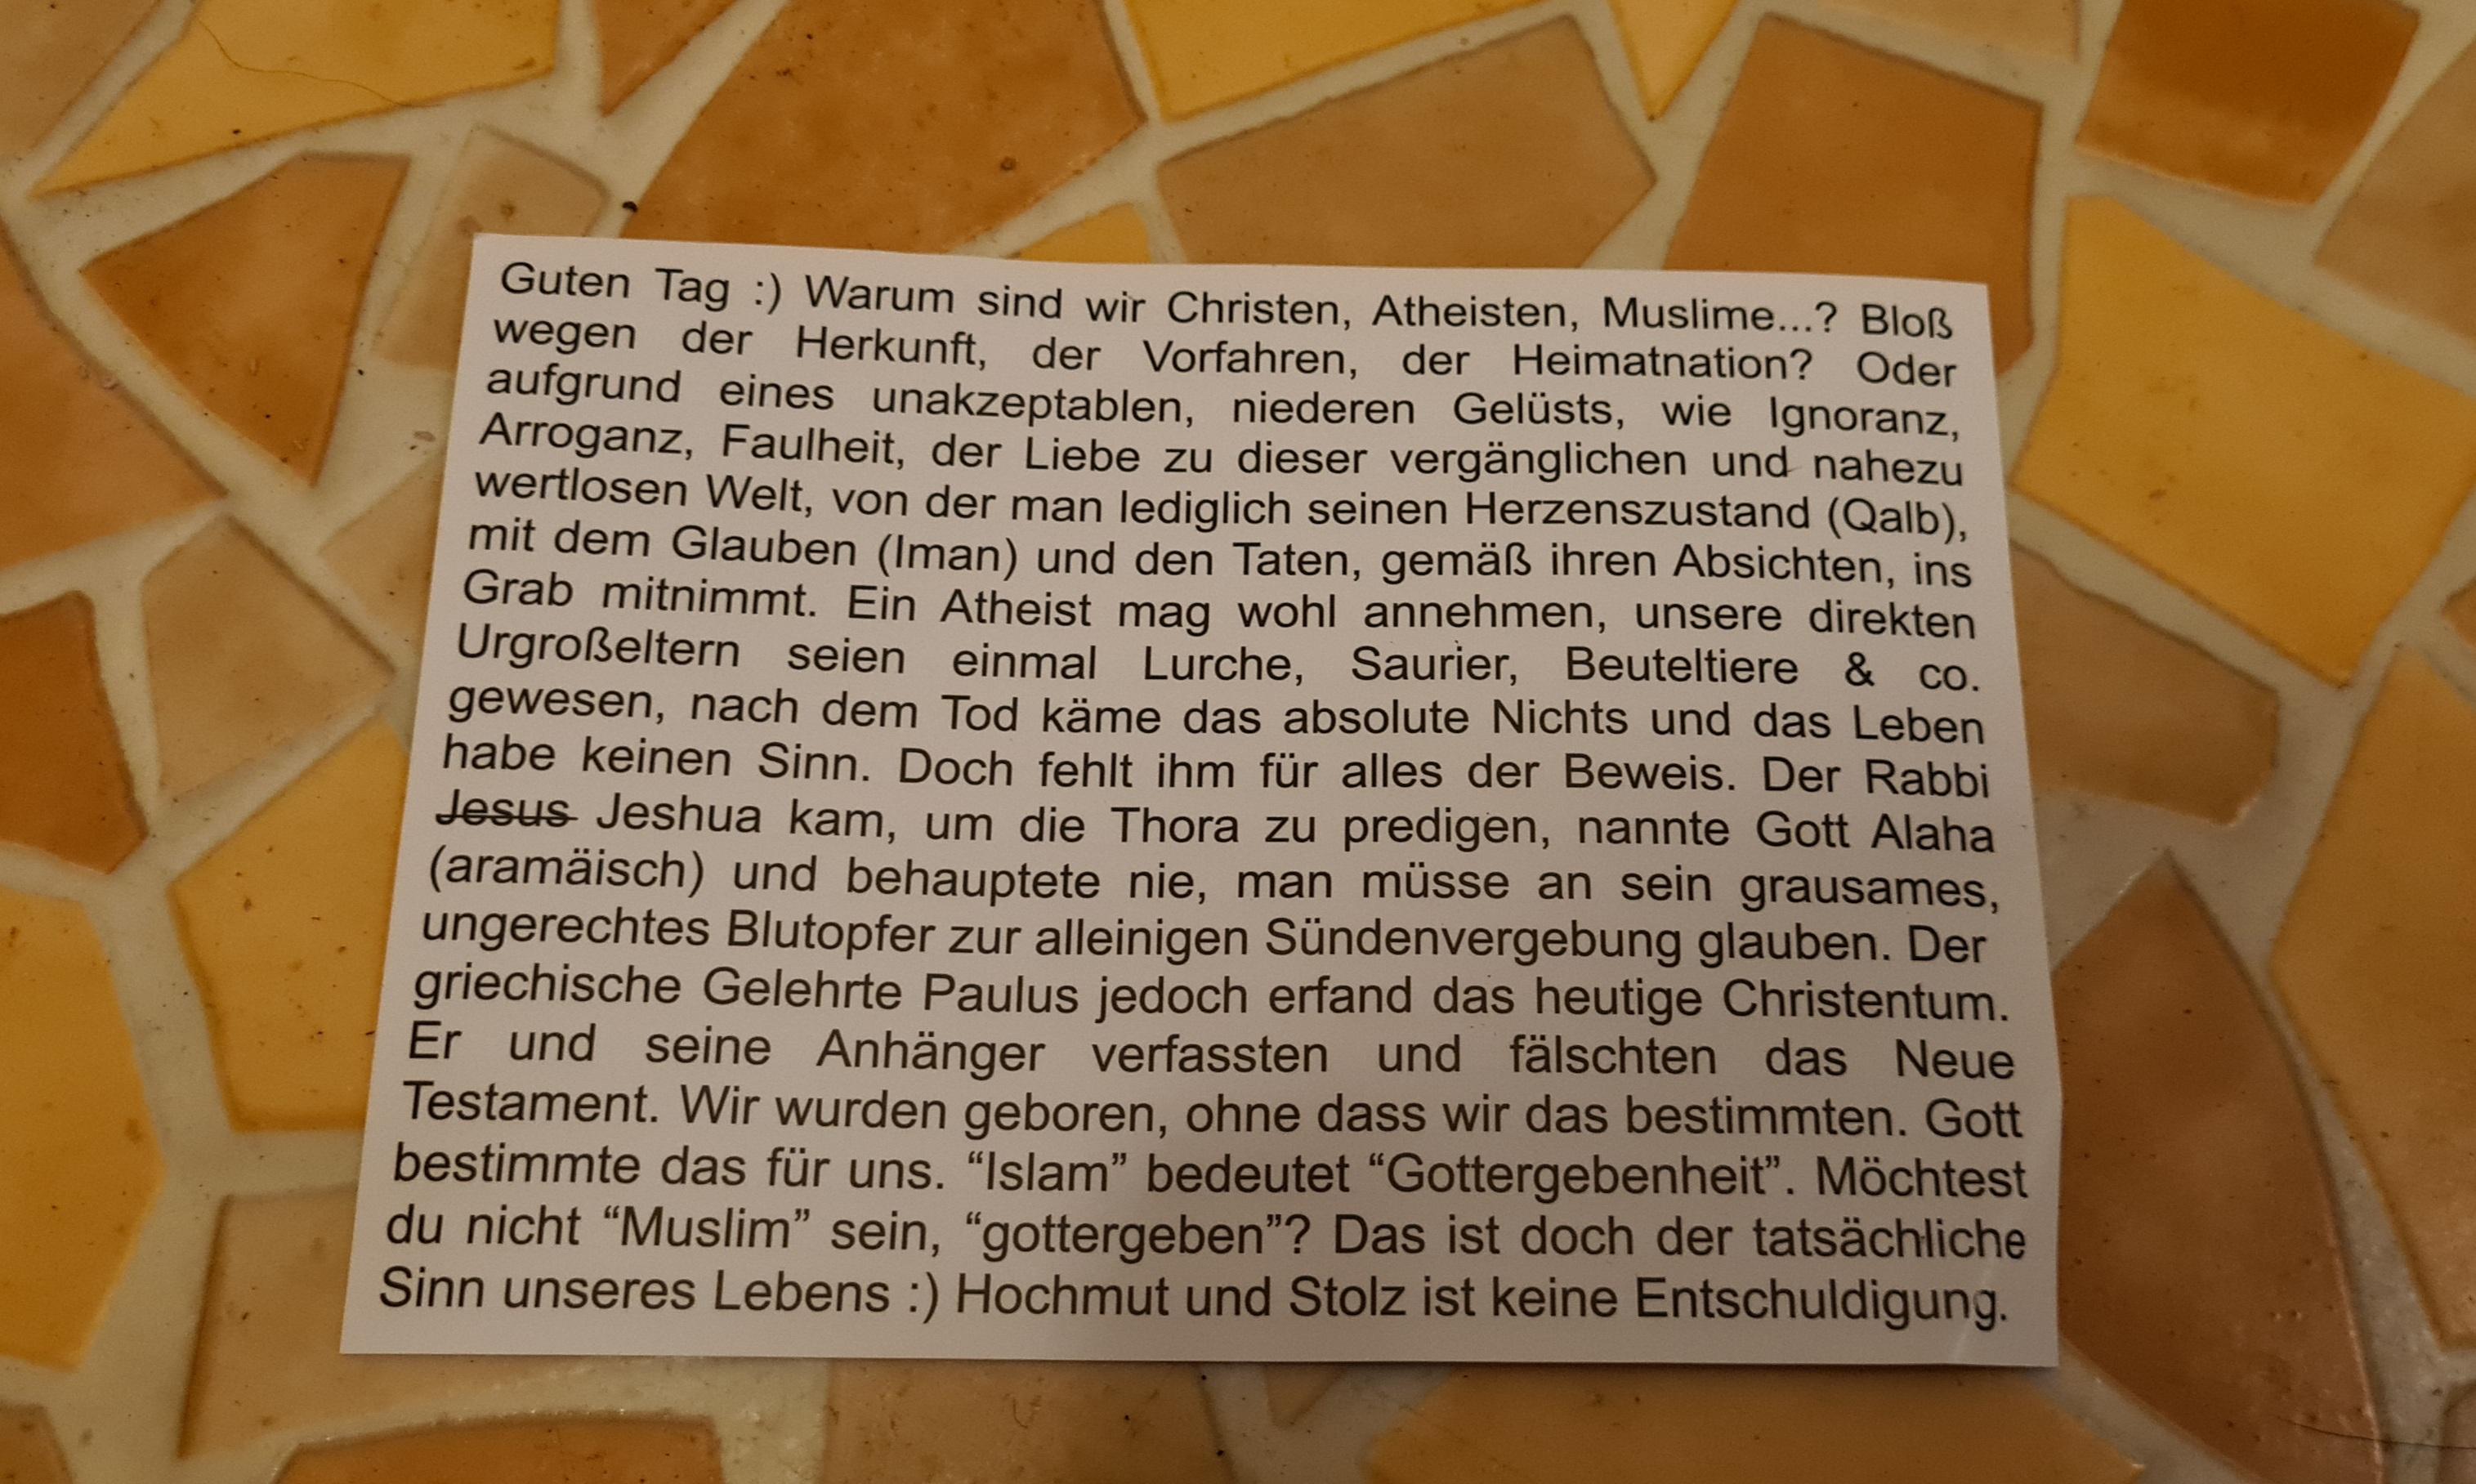 Guten Tag :) Warum sind wir Christen, Atheisten, Muslime...? Bloß
wegen der Herkunft, der Vorfahren, der Heimatnation? Oder
aufgrund eines unakzeptablen, niederen Gelüsts, wie Ignoranz,
Arroganz, Faulheit, der Liebe zu dieser vergänglichen und nahezu
wertlosen Welt, von der man lediglich seinen Herzenszustand (Qalb),
mit dem Glauben (Iman) und den Taten, gemäß ihren Absichten, ins
Grab mitnimmt. Ein Atheist mag wohl annehmen, unsere direkten
Urgroßeltern seien einmal Lurche, Saurier, Beuteltiere & co.
gewesen, nach dem Tod käme das absolute Nichts und das Leben
habe keinen Sinn. Doch fehlt ihm für alles der Beweis. Der Rabbi
Jesus Jeshua kam, um die Thora zu predigen, nannte Gott Alaha
(aramäisch) und behauptete nie, man müsse an sein grausames,
ungerechtes Blutopfer zur alleinigen Sündenvergebung glauben. Der
griechische Gelehrte Paulus jedoch erfand das heutige Christentum.
Er und seine Anhänger verfassten und fälschten das Neue
Testament. Wir wurden geboren, ohne dass wir das bestimmten. Gott
bestimmte das für uns. “Islam” bedeutet “Gottergebenheit”. Möchtest
du nicht “Muslim” sein, “gottergeben”? Das ist doch der tatsächliche
Sinn unseres Lebens :) Hochmut und Stolz ist keine Entschuldigung.